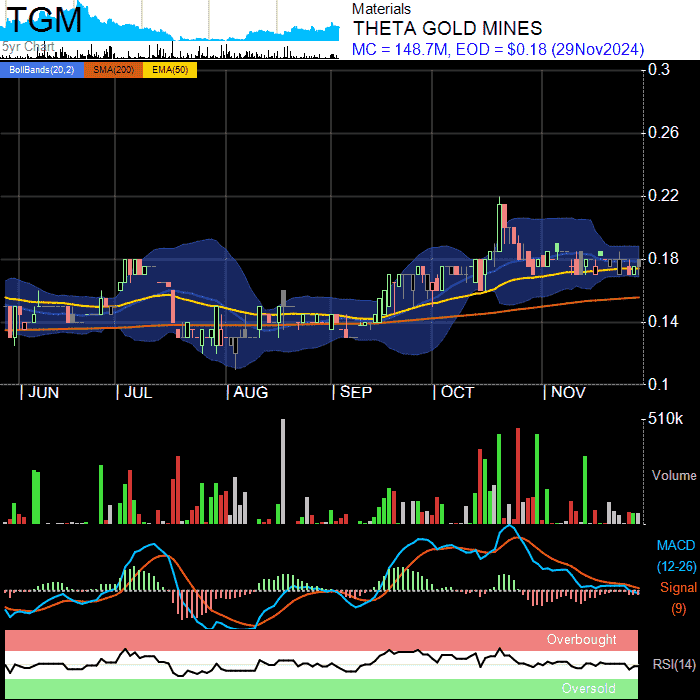 TGM
5yr Chart
Materials
THETA GOLD MINES
MC = 148.7M, EOD = $0.18 (29Nov2024)
BollBands(20,2) SMA(200) EMA(50)
0.3
0.26
0.22
0.18
0.14
0.1
JUN JUL AUG SEP OCT NOV
510k
Volume
MACD
(12-26)
Signal
(9)
Overbought
RSI(14)
Oversold